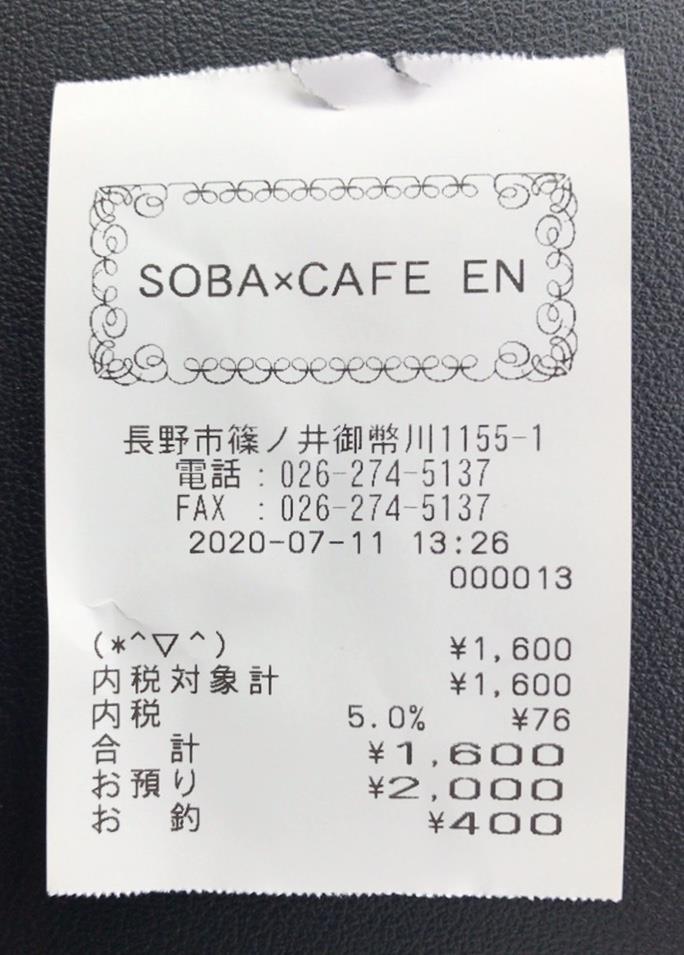 SOBA×CAFE EN
長野市篠ノ井御幣川1155-1
電話 : 026-274-5137
FAX : 026-274-5137
2020-07-11 13:26
000013
(*^▽^) ¥1,600
内税対象計 ¥1,600
内税 5.0% ¥76
合 計 ¥1,600
お預り ¥2,000
お 釣 ¥400